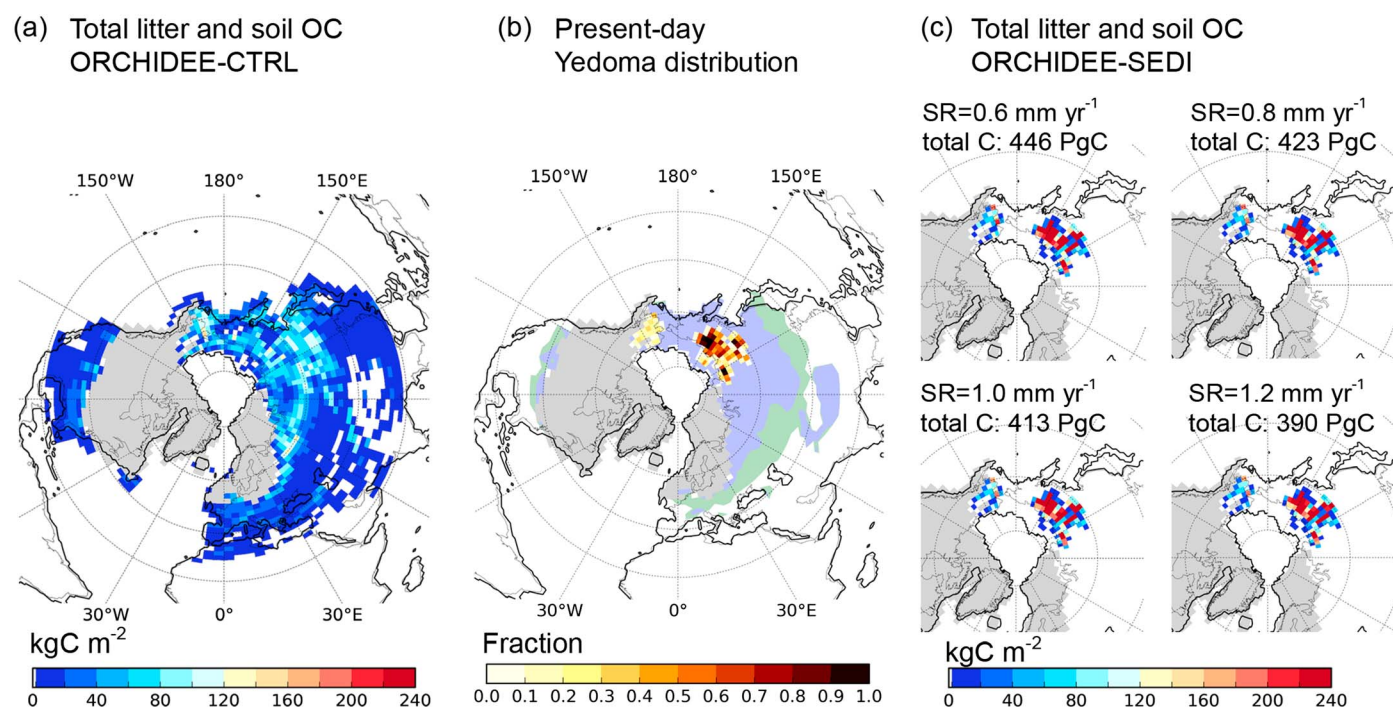 (a) Total litter and soil OC
ORCHIDEE-CTRL
150°W 180° 150°E
30°W 0° 30°E
kgC m⁻²
0 40 80 120 160 200 240
(b) Present-day
Yedoma distribution
150°W 180° 150°E
30°W 0° 30°E
Fraction
0.0 0.1 0.2 0.3 0.4 0.5 0.6 0.7 0.8 0.9 1.0
(c) Total litter and soil OC
ORCHIDEE-SEDI
SR=0.6 mm yr⁻¹
total C: 446 PgC
SR=0.8 mm yr⁻¹
total C: 423 PgC
SR=1.0 mm yr⁻¹
total C: 413 PgC
SR=1.2 mm yr⁻¹
total C: 390 PgC
kgC m⁻²
0 40 80 120 160 200 240